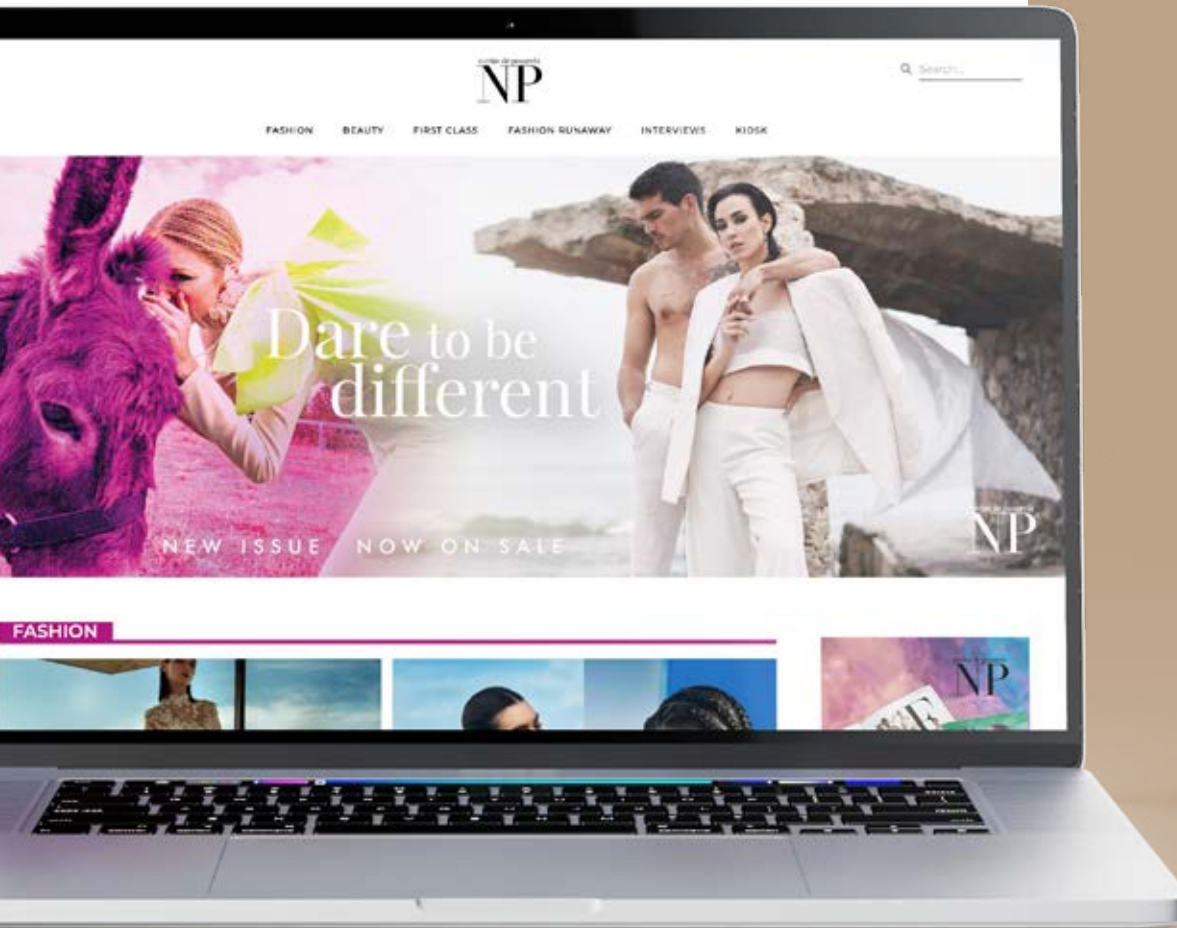 NP
Search...
FASHION BEAUTY FIRST CLASS FASHION RUNAWAY INTERVIEWS KIOSK
Dare to be
different
NEW ISSUE NOW ON SALE
NP
FASHION
NP